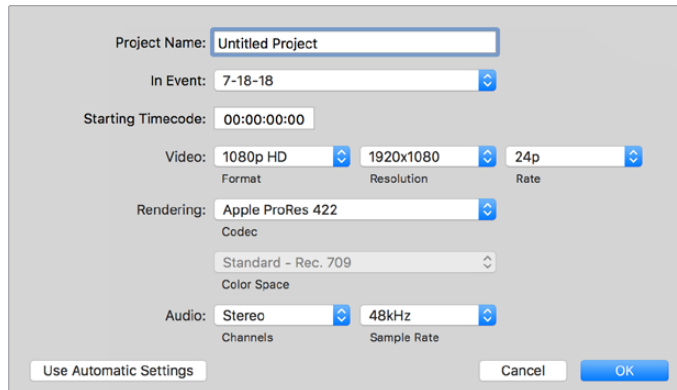 Project Name: Untitled Project
In Event: 7-18-18
Starting Timecode: 00:00:00:00
Video: 1080p HD 1920x1080 24p
Format Resolution Rate
Rendering: Apple ProRes 422
Codec
Standard - Rec. 709
Color Space
Audio: Stereo 48kHz
Channels Sample Rate
Use Automatic Settings Cancel OK